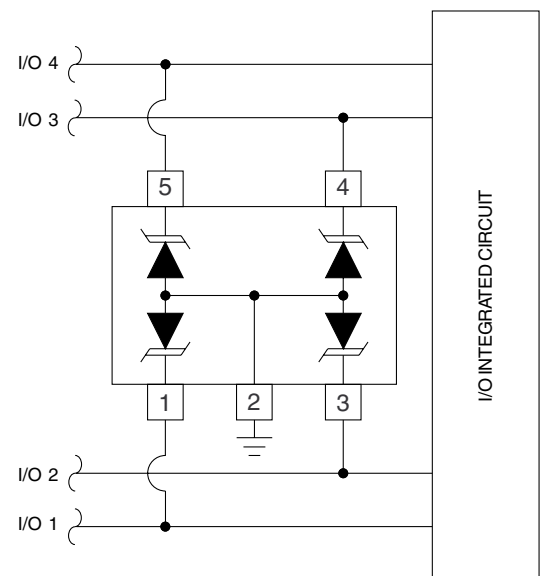 I/O 4
I/O 3
5
4
I/O INTEGRATED CIRCUIT
1
2
3
I/O 2
I/O 1